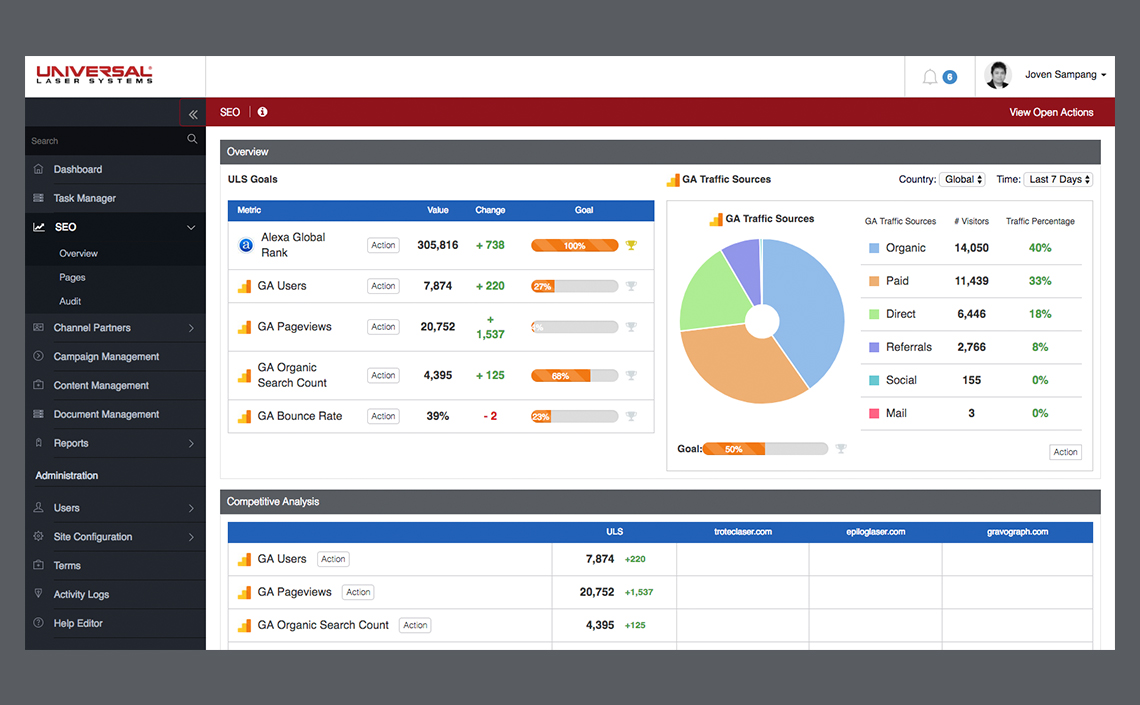 UNIVERSAL
LASER SYSTEMS
6
Joven Sampang
SEO
View Open Actions
Search
Dashboard
Task Manager
SEO
Overview
Pages
Audit
Channel Partners
Campaign Management
Content Management
Document Management
Reports
Administration
Users
Site Configuration
Terms
Activity Logs
Help Editor
Overview
ULS Goals
Metric Value Change Goal
Alexa Global
Rank
Action 305,816 + 738 100%
GA Users Action 7,874 + 220 27%
GA Pageviews Action 20,752 +
1,537
GA Organic
Search Count
Action 4,395 + 125 68%
GA Bounce Rate Action 39% - 2 23%
GA Traffic Sources Country: Global Time: Last 7 Days
GA Traffic Sources
GA Traffic Sources # Visitors Traffic Percentage
Organic 14,050 40%
Paid 11,439 33%
Direct 6,446 18%
Referrals 2,766 8%
Social 155 0%
Mail 3 0%
Goal: 50%
Action
Competitive Analysis
ULS troteclaser.com epiloglaser.com gravograph.com
GA Users Action 7,874 +220
GA Pageviews Action 20,752 +1,537
GA Organic Search Count Action 4,395 +125